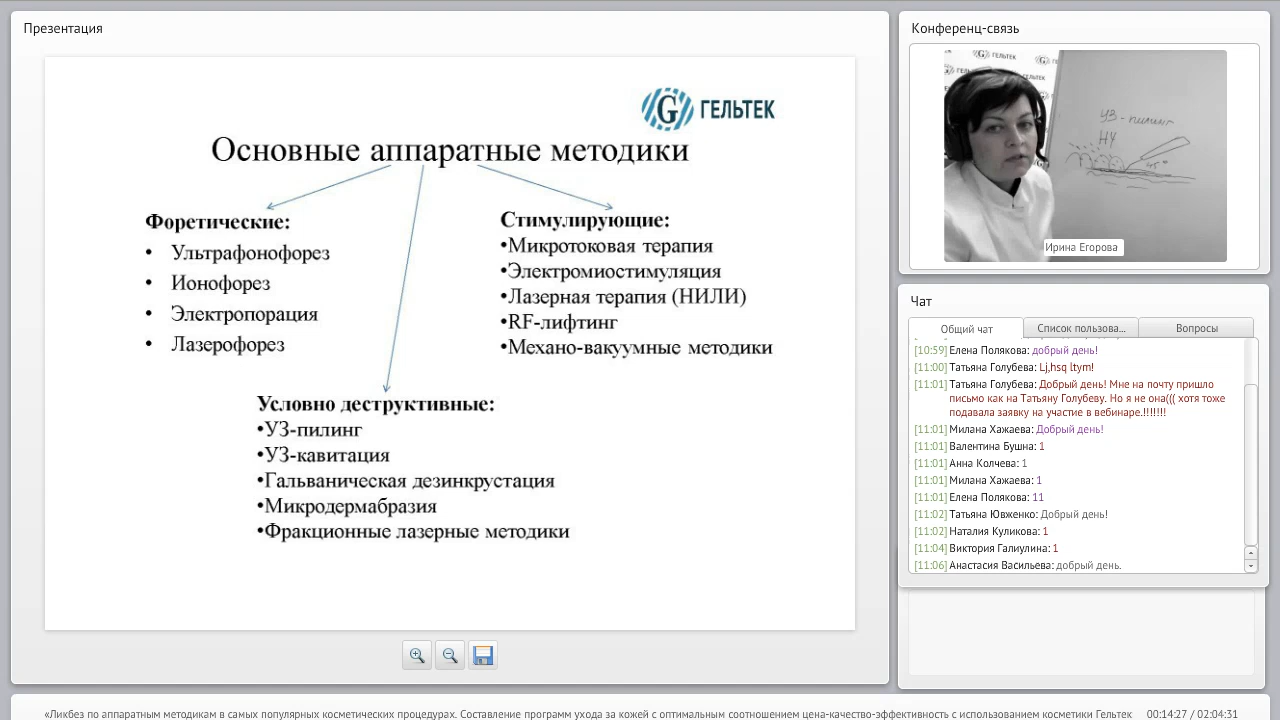 Презентация
ГЕЛЬТЕК
Основные аппаратные методики
Форетические:
• Ультрафонофорез
• Ионофорез
• Электропорация
• Лазерофорез
Стимулирующие:
•Микротоковая терапия
•Электромиостимуляция
•Лазерная терапия (НИЛИ)
•RF-лифтинг
•Механо-вакуумные методики
Условно деструктивные:
•УЗ-пилинг
•УЗ-кавитация
•Гальваническая дезинкрустация
•Микродермабразия
•Фракционные лазерные методики
Конференц-связь
ГЕЛЬТЕК
УЗ-пилинг
НЧ
45°
Ирина Егорова
Чат
Общий чат
Список пользова...
Вопросы
[10:59] Елена Полякова: добрый день!
[11:00] Татьяна Голубева: Lj,hsq ltym!
[11:01] Татьяна Голубева: Добрый день! Мне на почту пришло
письмо как на Татьяну Голубеву. Но я не она((( хотя тоже
подавала заявку на участие в вебинаре.!!!!!!!
[11:01] Милана Хажаева: Добрый день!
[11:01] Валентина Бушна: 1
[11:01] Анна Колчева: 1
[11:01] Милана Хажаева: 1
[11:01] Елена Полякова: 11
[11:02] Татьяна Ювженко: Добрый день!
[11:02] Наталия Куликова: 1
[11:04] Виктория Галиулина: 1
[11:06] Анастасия Васильева: добрый день.
«Ликбез по аппаратным методикам в самых популярных косметических процедурах. Составление программ ухода за кожей с оптимальным соотношением цена-качество-эффективность с использованием косметики Гельтек 00:14:27 / 02:04:31